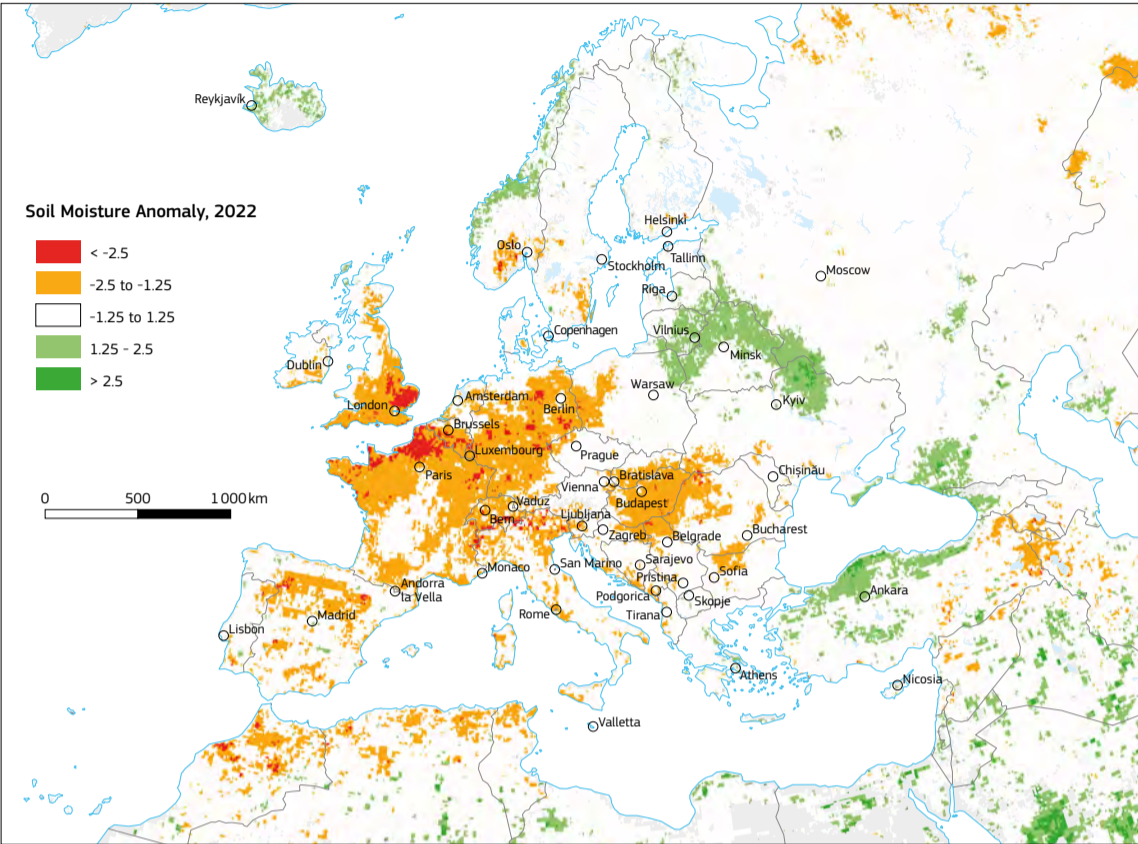 Reykjavík
Soil Moisture Anomaly, 2022
< -2.5
-2.5 to -1.25
-1.25 to 1.25
1.25 - 2.5
> 2.5
0 500 1000 km
Helsinki
Oslo
Tallinn
Stockholm
Moscow
Riga
Copenhagen
Vilnius
Minsk
Dublin
Warsaw
Amsterdam
London
Berlin
Kyiv
Brussels
Luxembourg
Prague
Paris
Chişinău
Bratislava
Vienna
Vaduz
Budapest
Bern
Ljubljana
Zagreb
Belgrade
Bucharest
Sarajevo
San Marino
Monaco
Pristina
Sofia
Andorra
la Vella
Podgorica
Skopje
Ankara
Madrid
Rome
Tirana
Lisbon
Athens
Nicosia
Valletta